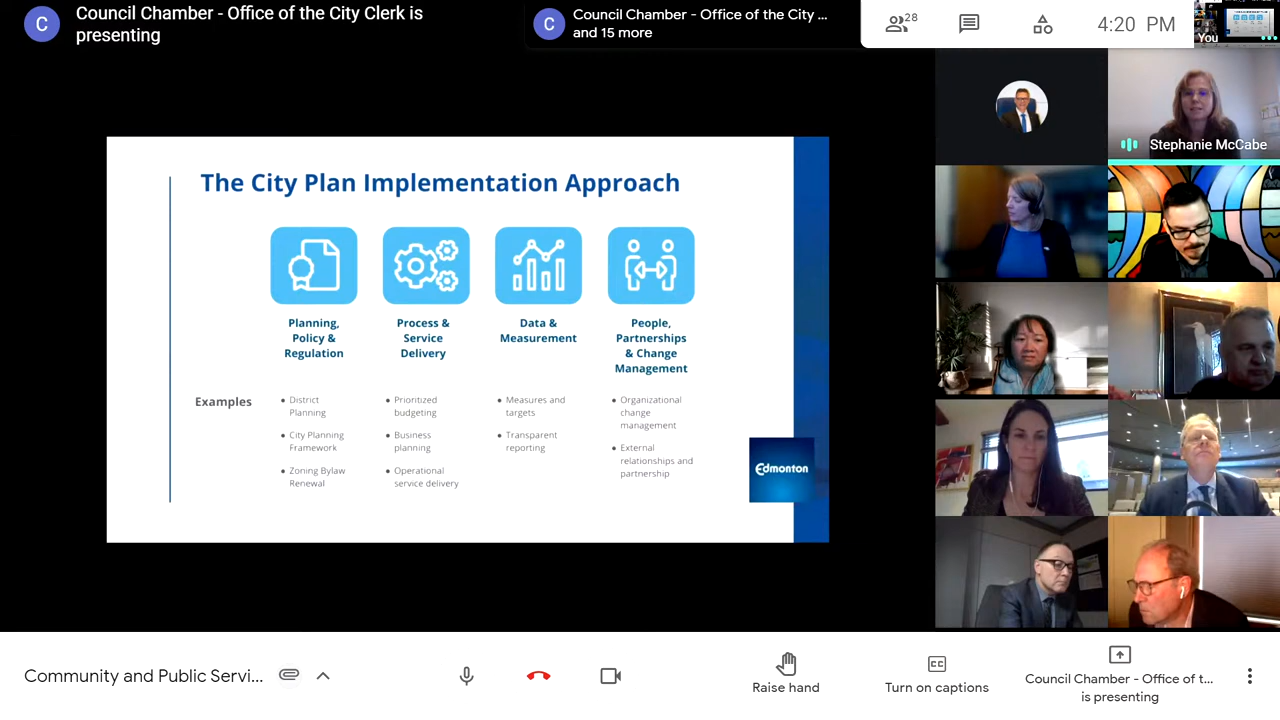 C
Council Chamber - Office of the City Clerk is
presenting
C
Council Chamber - Office of the City ...
and 15 more
28
4:20 PM
You
Stephanie McCabe
The City Plan Implementation Approach
Planning,
Policy &
Regulation
Process &
Service
Delivery
Data &
Measurement
People,
Partnerships
& Change
Management
Examples
• District
Planning
• City Planning
Framework
• Zoning Bylaw
Renewal
• Prioritized
budgeting
• Business
planning
• Operational
service delivery
• Measures and
targets
• Transparent
reporting
• Organizational
change
management
• External
relationships and
partnership
Edmonton
Community and Public Servi...
Raise hand
CC
Turn on captions
Council Chamber - Office of t...
is presenting